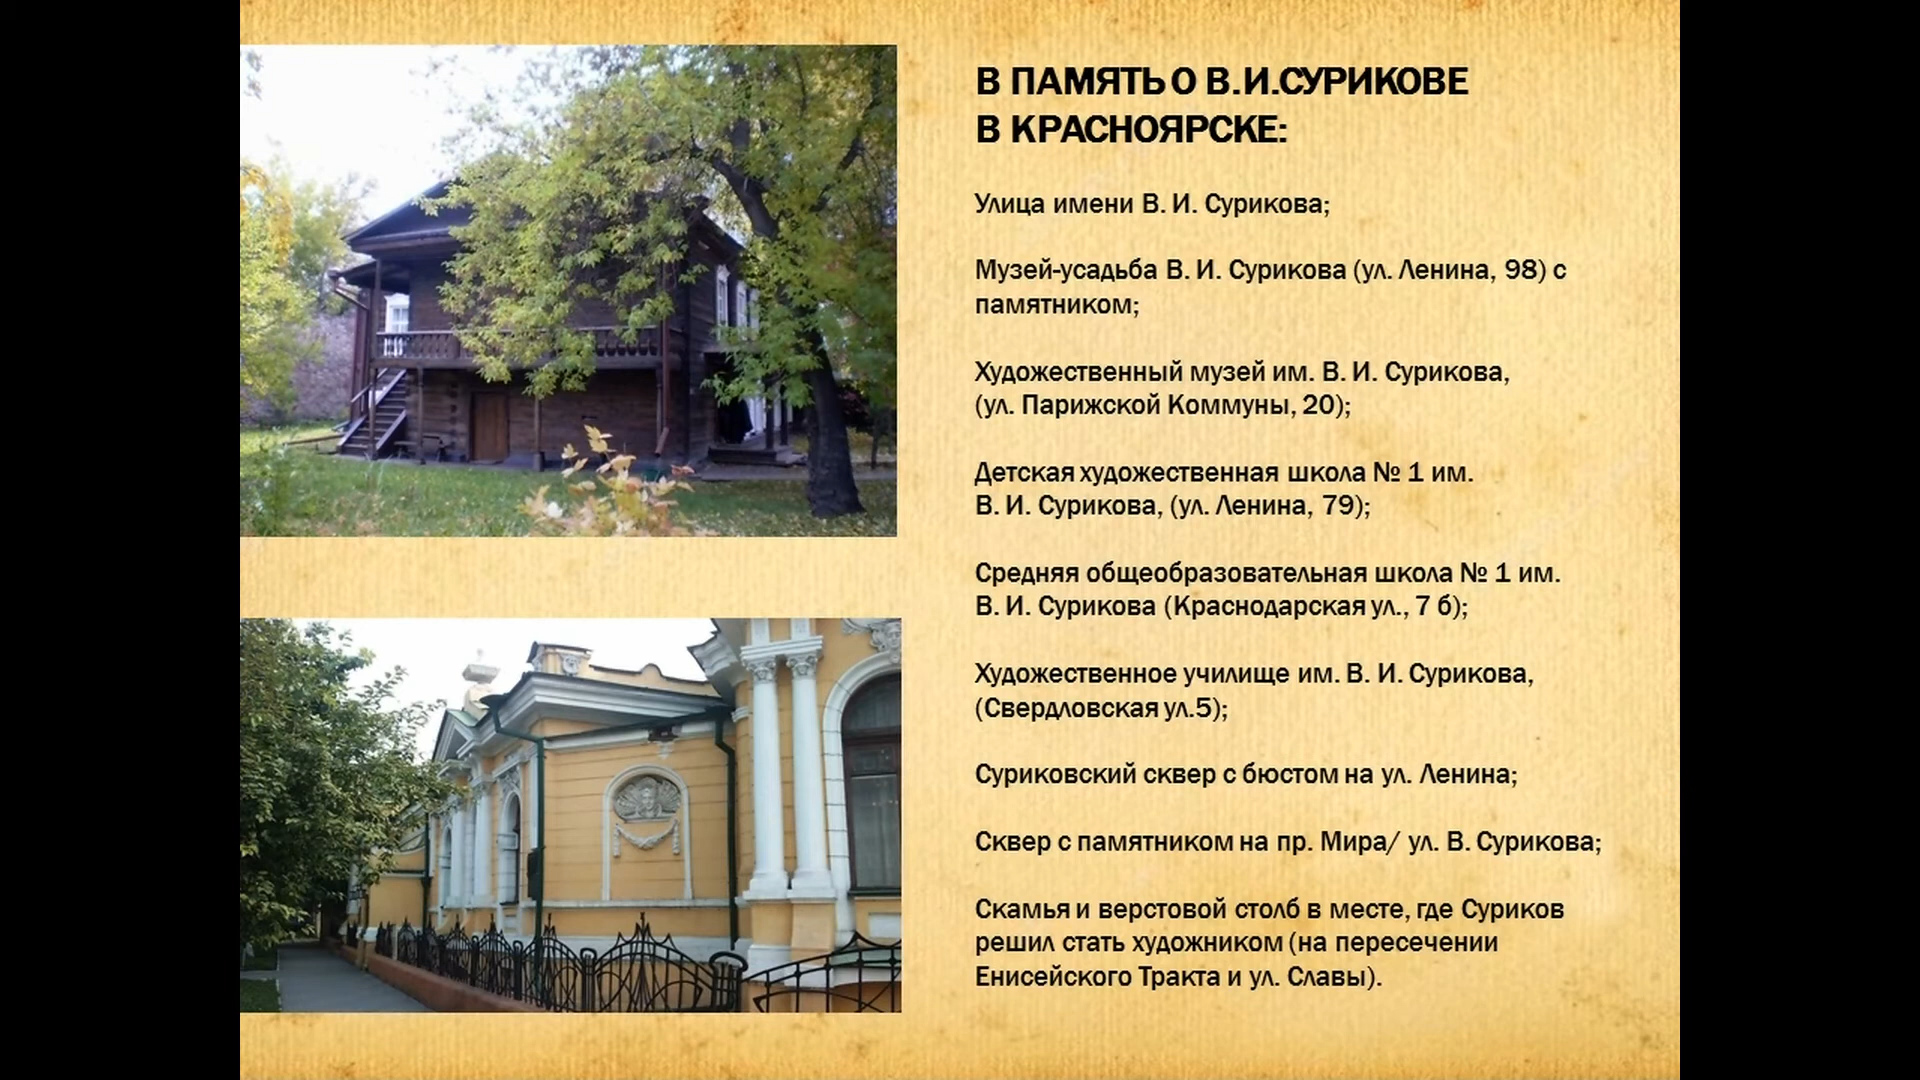 В ПАМЯТЬ О В.И.СУРИКОВЕ
В КРАСНОЯРСКЕ:
Улица имени В. И. Сурикова;
Музей-усадьба В. И. Сурикова (ул. Ленина, 98) с
памятником;
Художественный музей им. В. И. Сурикова,
(ул. Парижской Коммуны, 20);
Детская художественная школа № 1 им.
В. И. Сурикова, (ул. Ленина, 79);
Средняя общеобразовательная школа № 1 им.
В. И. Сурикова (Краснодарская ул., 7 б);
Художественное училище им. В. И. Сурикова,
(Свердловская ул.5);
Суриковский сквер с бюстом на ул. Ленина;
Сквер с памятником на пр. Мира/ ул. В. Сурикова;
Скамья и верстовой столб в месте, где Суриков
решил стать художником (на пересечении
Енисейского Тракта и ул. Славы).